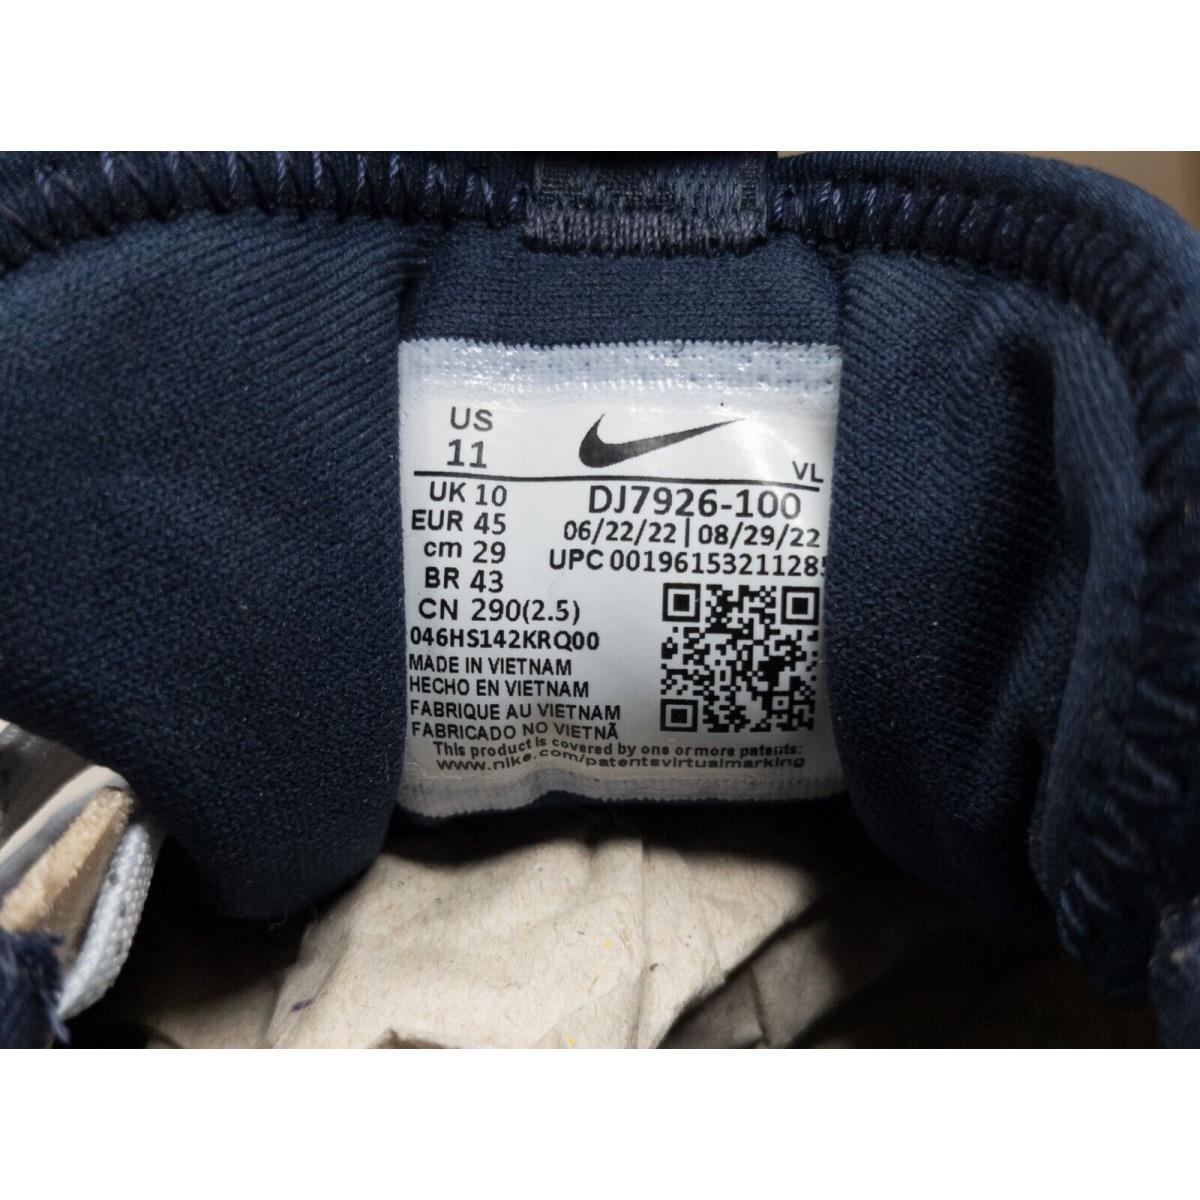 US
11
VL
UK 10
EUR 45
cm 29
BR 43
CN 290(2.5)
DJ7926-100
06/22/22 | 08/29/22
UPC 00196153211285
046HS142KRQ00
MADE IN VIETNAM
HECHO EN VIETNAM
FABRIQUE AU VIETNAM
FABRICADO NO VIETNÃ
This product is covered by one or more patents:
www.nike.com/patentsvirtualmarking